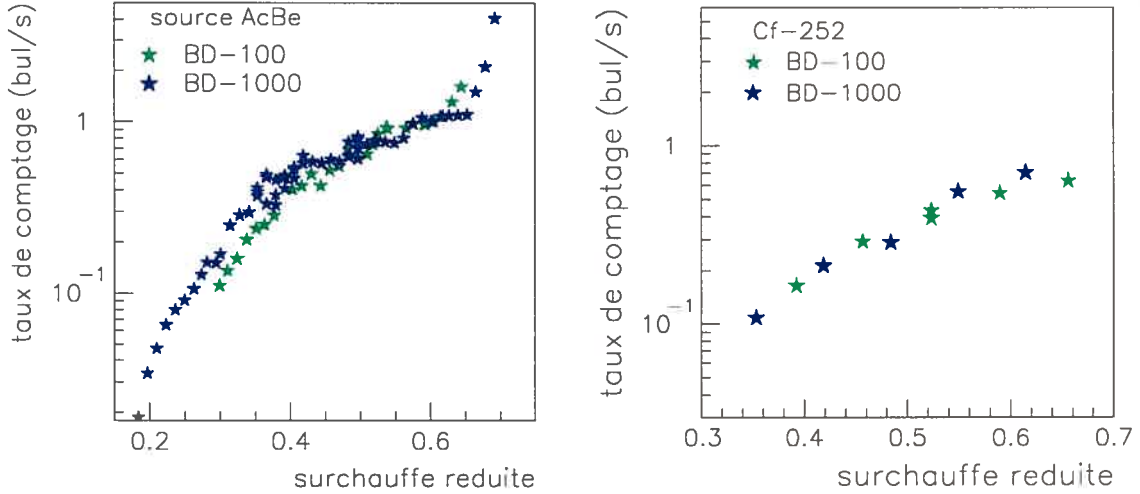 source AcBe
BD-100
BD-1000
taux de comptage (bul/s)
1
10⁻¹
0.2 0.4 0.6
surchauffe reduite
Cf-252
BD-100
BD-1000
taux de comptage (bul/s)
1
10⁻¹
0.3 0.4 0.5 0.6 0.7
surchauffe reduite